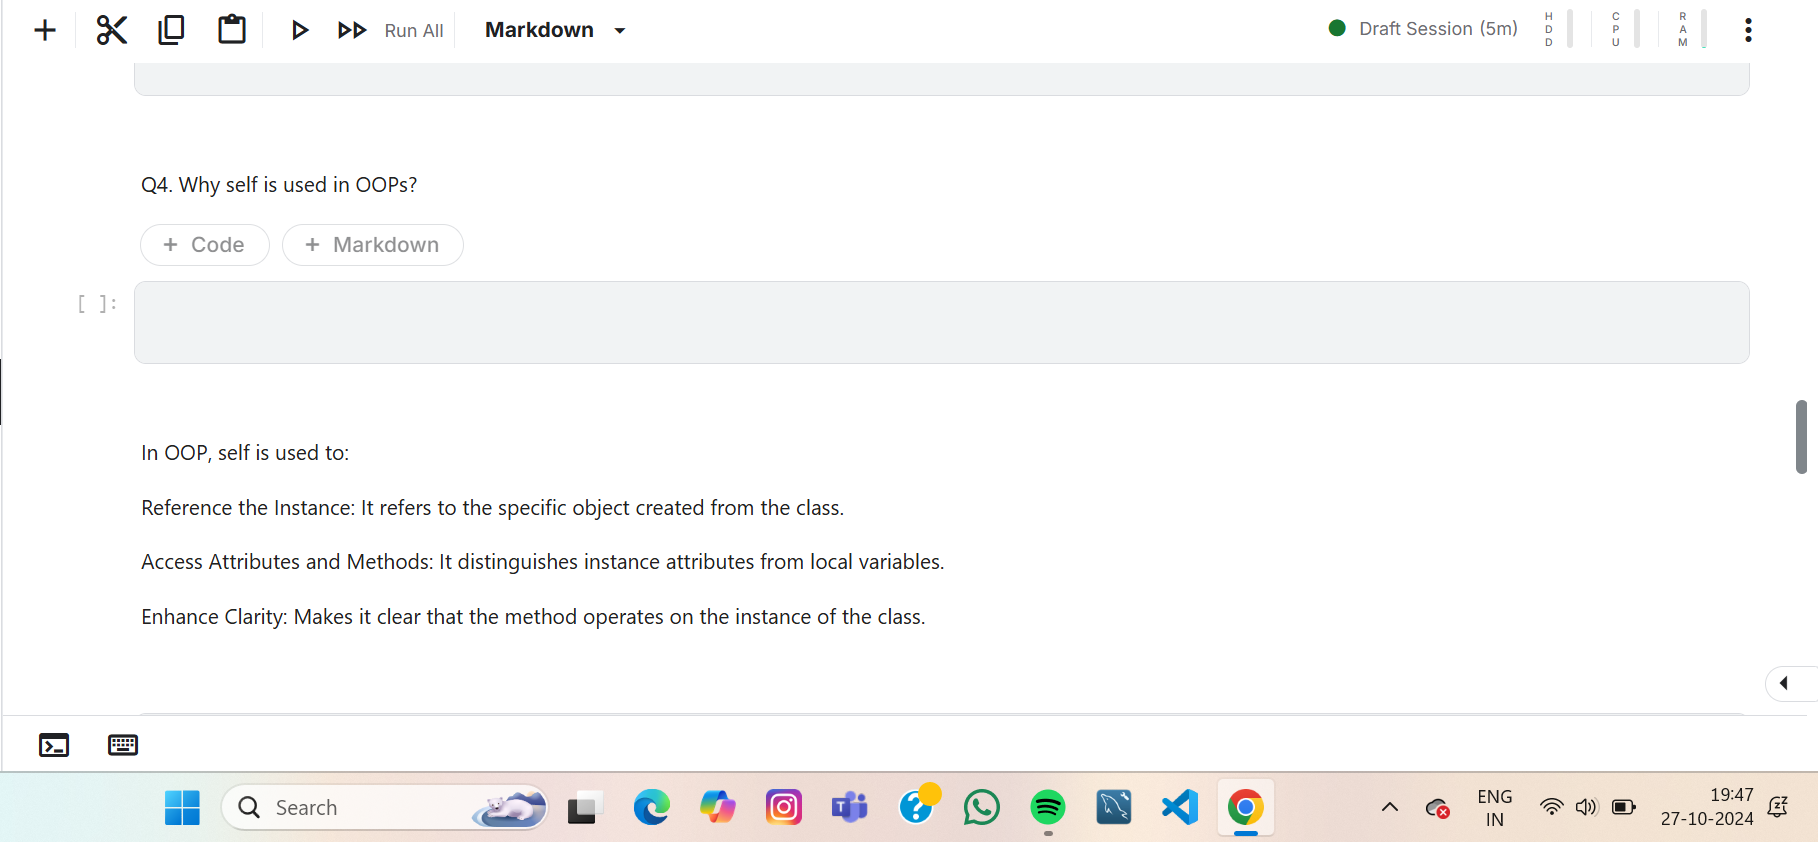 Run All
Markdown
Draft Session (5m)
HDD
CPU
RAM
Q4. Why self is used in OOPs?
+ Code
+ Markdown
[ ]:
In OOP, self is used to:
Reference the Instance: It refers to the specific object created from the class.
Access Attributes and Methods: It distinguishes instance attributes from local variables.
Enhance Clarity: Makes it clear that the method operates on the instance of the class.
Search
ENG
IN
19:47
27-10-2024